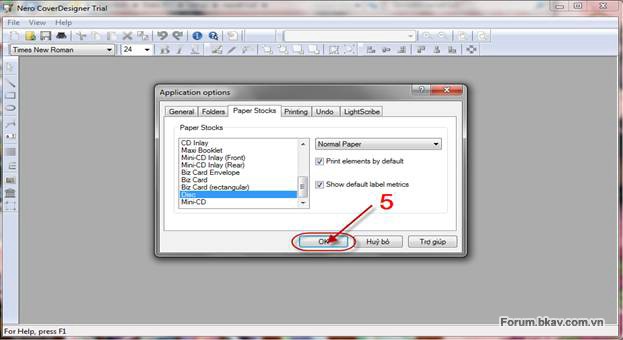 Nero CoverDesigner Trial
File View Help
Times New Roman 24 B I U
Application options
General Folders Paper Stocks Printing Undo LightScribe
Paper Stocks
CD Inlay
Maxi Booklet
Mini-CD Inlay (Front)
Mini-CD Inlay (Rear)
Biz Card Envelope
Biz Card
Biz Card (rectangular)
Disc
Mini-CD
Normal Paper
Print elements by default
Show default label metrics
5
OK Huỷ bỏ Trợ giúp
Forum.bkav.com.vn
For Help, press F1